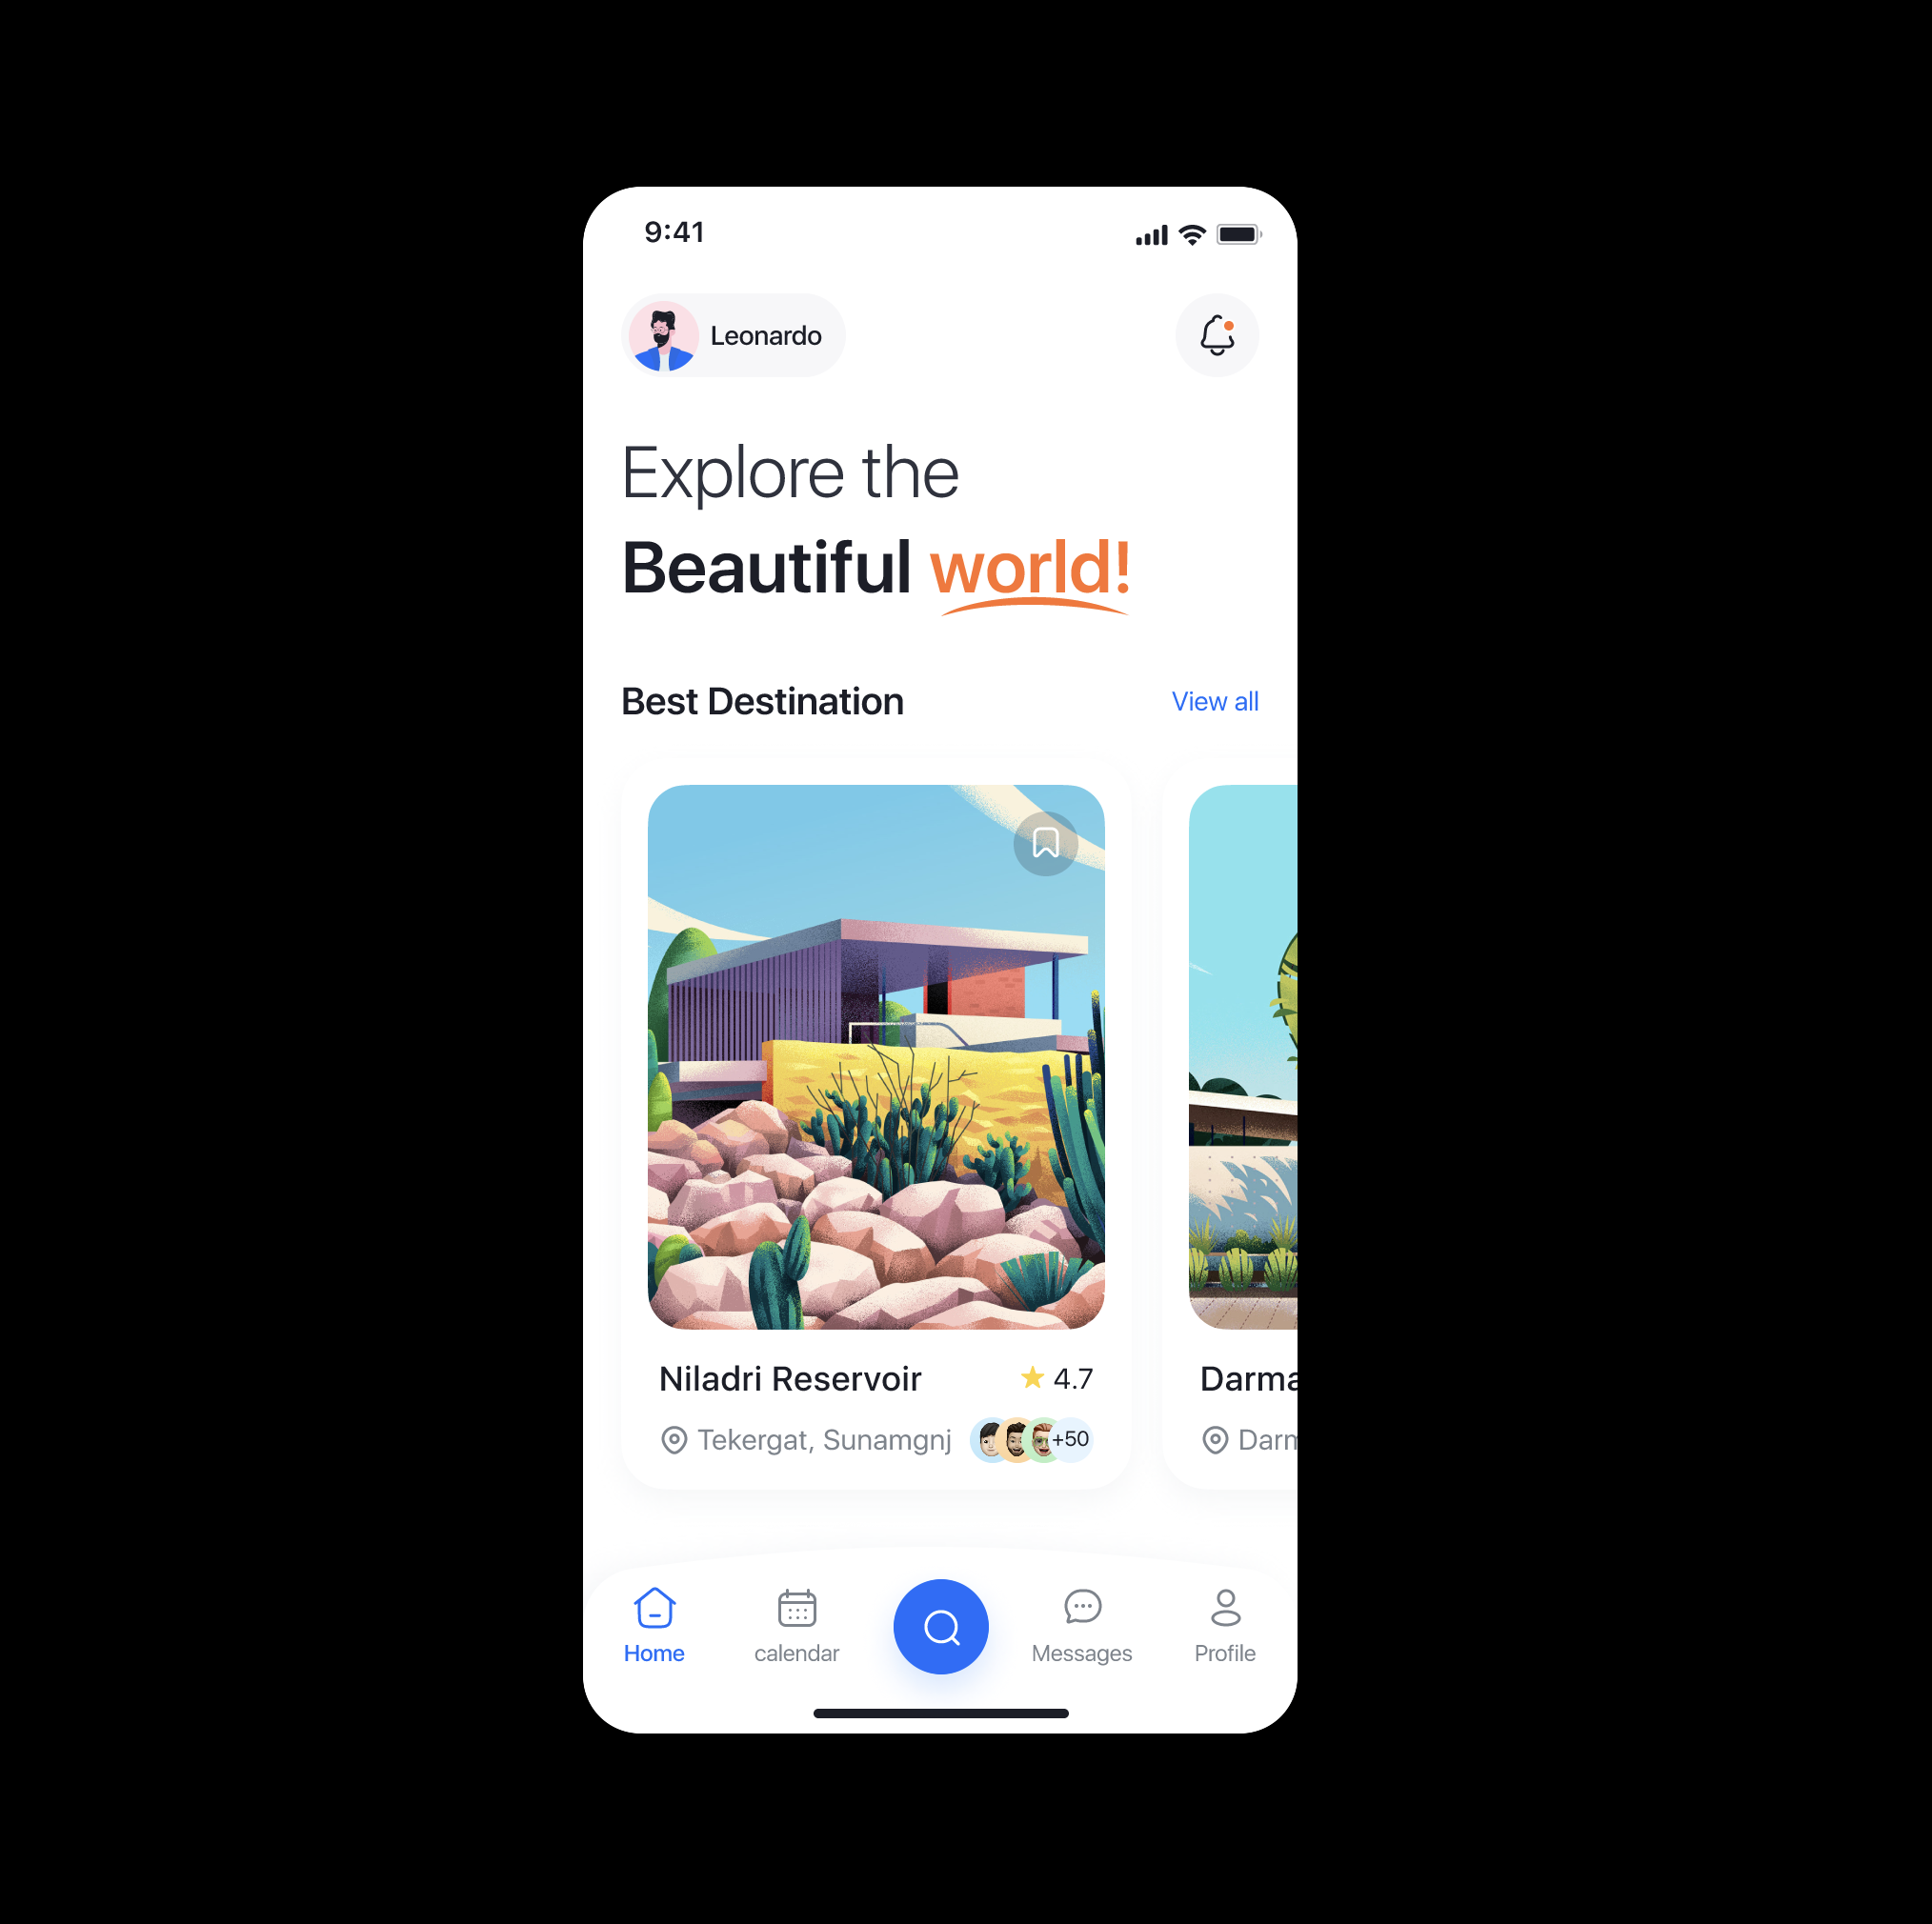 9:41
Leonardo
Explore the
Beautiful world!
Best Destination
View all
Niladri Reservoir
4.7
Tekergat, Sunamgnj
+50
Darma
Darm
Home
calendar
Messages
Profile